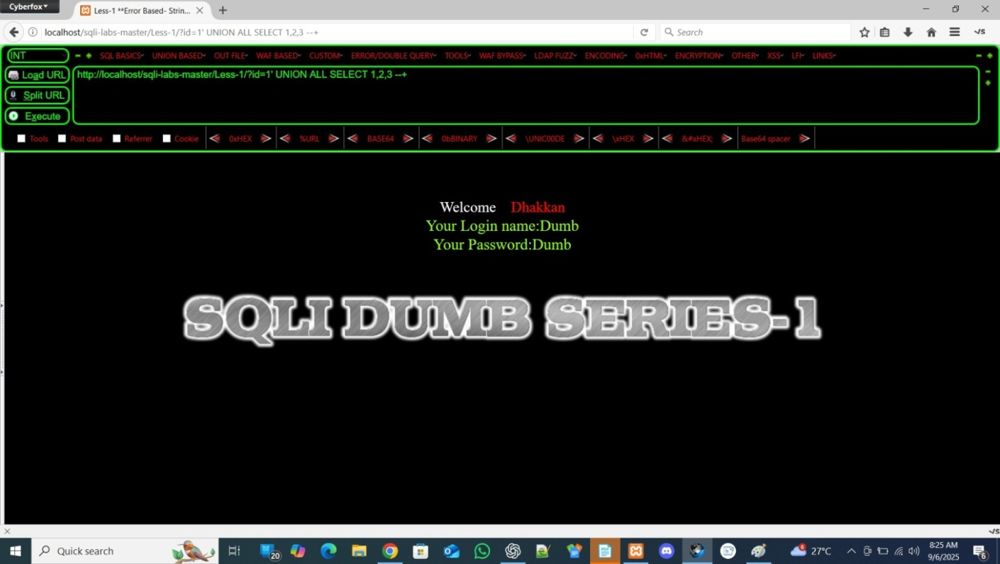 Cyberfox
Less-1 **Error Based- Strin...
localhost/sqli-labs-master/Less-1/?id=1' UNION ALL SELECT 1,2,3 --+
Search
INT
SQL BASICS UNION BASED OUT FILE WAF BASED CUSTOM ERROR/DOUBLE QUERY TOOLS WAF BYPASS LDAP FUZZ ENCODING 0xHTML ENCRYPTION OTHER XSS LFI LINKS
Load URL
http://localhost/sqli-labs-master/Less-1/?id=1' UNION ALL SELECT 1,2,3 --+
Split URL
Execute
Tools Post data Referrer Cookie 0xHEX %URL BASE64 0bBINARY \UNIC00DE \xHEX &#xHEX; Base64 spacer
Welcome Dhakkan
Your Login name:Dumb
Your Password:Dumb
SQLI DUMB SERIES-1
Quick search
20
6
27°C
8:25 AM
9/6/2025
6